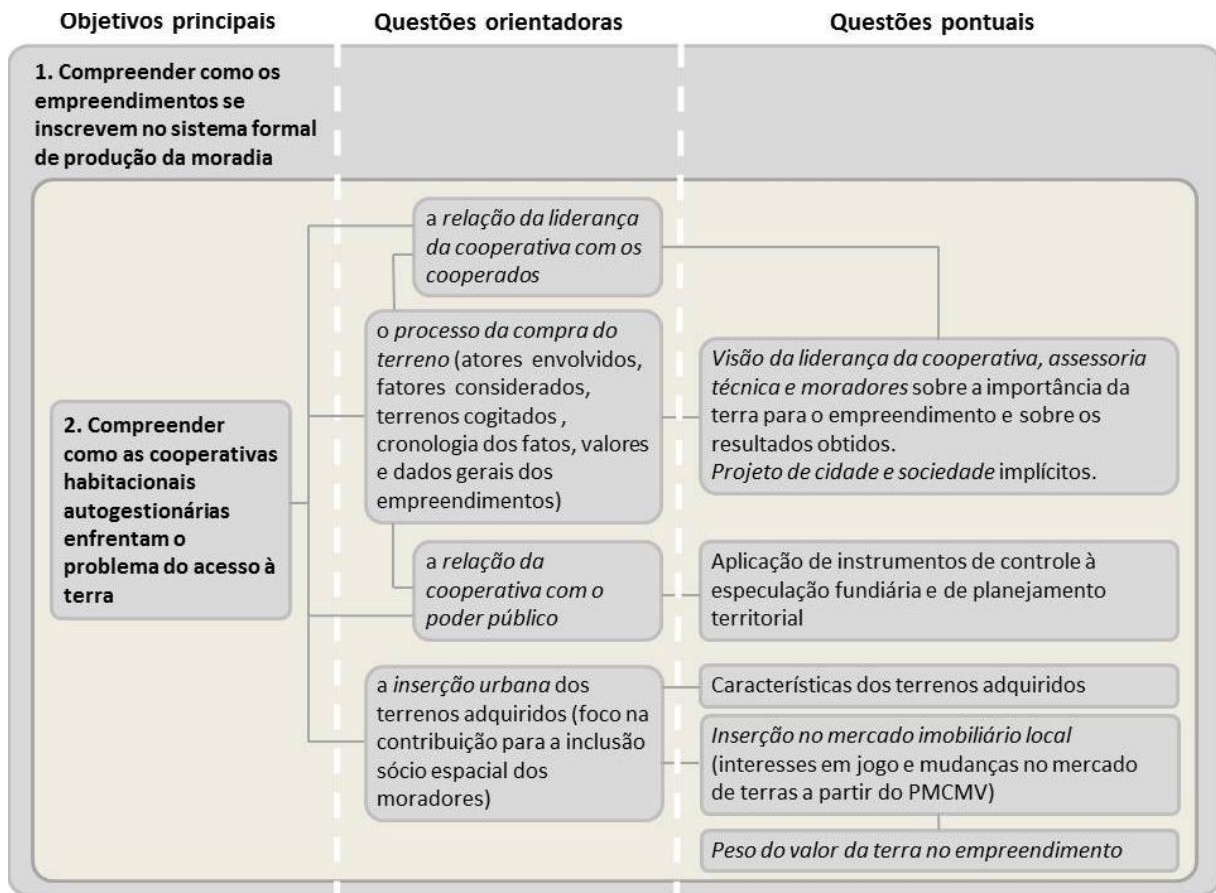 Objetivos principais
Questões orientadoras
Questões pontuais
1. Compreender como os
empreendimentos se
inscrevem no sistema formal
de produção da moradia
2. Compreender
como as cooperativas
habitacionais
autogestionárias
enfrentam o
problema do acesso à
terra
a relação da liderança
da cooperativa com os
cooperados
o processo da compra do
terreno (atores envolvidos,
fatores considerados,
terrenos cogitados ,
cronologia dos fatos, valores
e dados gerais dos
empreendimentos)
a relação da
cooperativa com o
poder público
a inserção urbana dos
terrenos adquiridos (foco na
contribuição para a inclusão
sócio espacial dos
moradores)
Visão da liderança da cooperativa, assessoria
técnica e moradores sobre a importância da
terra para o empreendimento e sobre os
resultados obtidos.
Projeto de cidade e sociedade implícitos.
Aplicação de instrumentos de controle à
especulação fundiária e de planejamento
territorial
Características dos terrenos adquiridos
Inserção no mercado imobiliário local
(interesses em jogo e mudanças no mercado
de terras a partir do PMCMV)
Peso do valor da terra no empreendimento